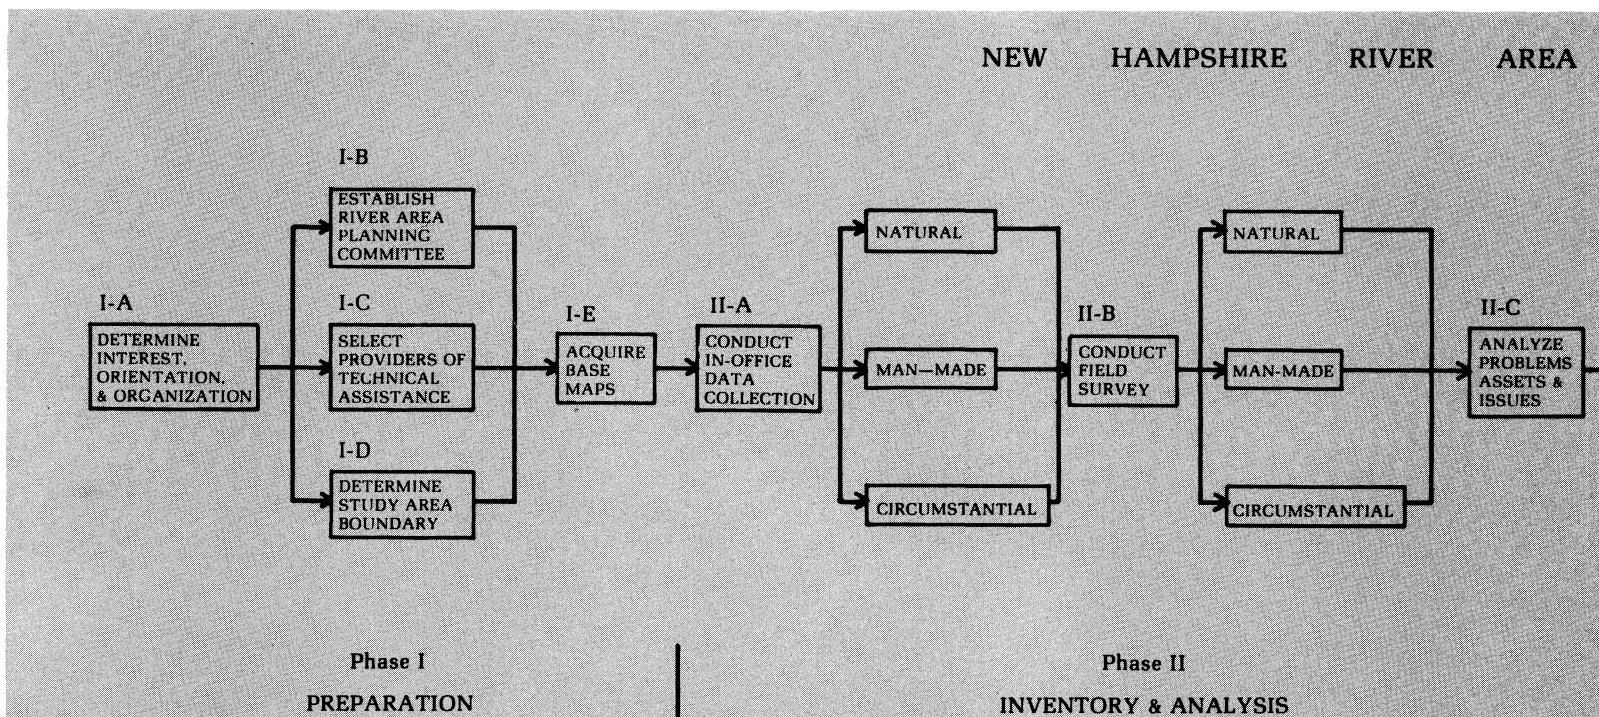 NEW HAMPSHIRE RIVER AREA
I-A
DETERMINE
INTEREST,
ORIENTATION,
& ORGANIZATION
I-B
ESTABLISH
RIVER AREA
PLANNING
COMMITTEE
I-C
SELECT
PROVIDERS OF
TECHNICAL
ASSISTANCE
I-D
DETERMINE
STUDY AREA
BOUNDARY
I-E
ACQUIRE
BASE
MAPS
II-A
CONDUCT
IN-OFFICE
DATA
COLLECTION
NATURAL
MAN—MADE
CIRCUMSTANTIAL
II-B
CONDUCT
FIELD
SURVEY
NATURAL
MAN-MADE
CIRCUMSTANTIAL
II-C
ANALYZE
PROBLEMS
ASSETS &
ISSUES
Phase I
PREPARATION
Phase II
INVENTORY & ANALYSIS